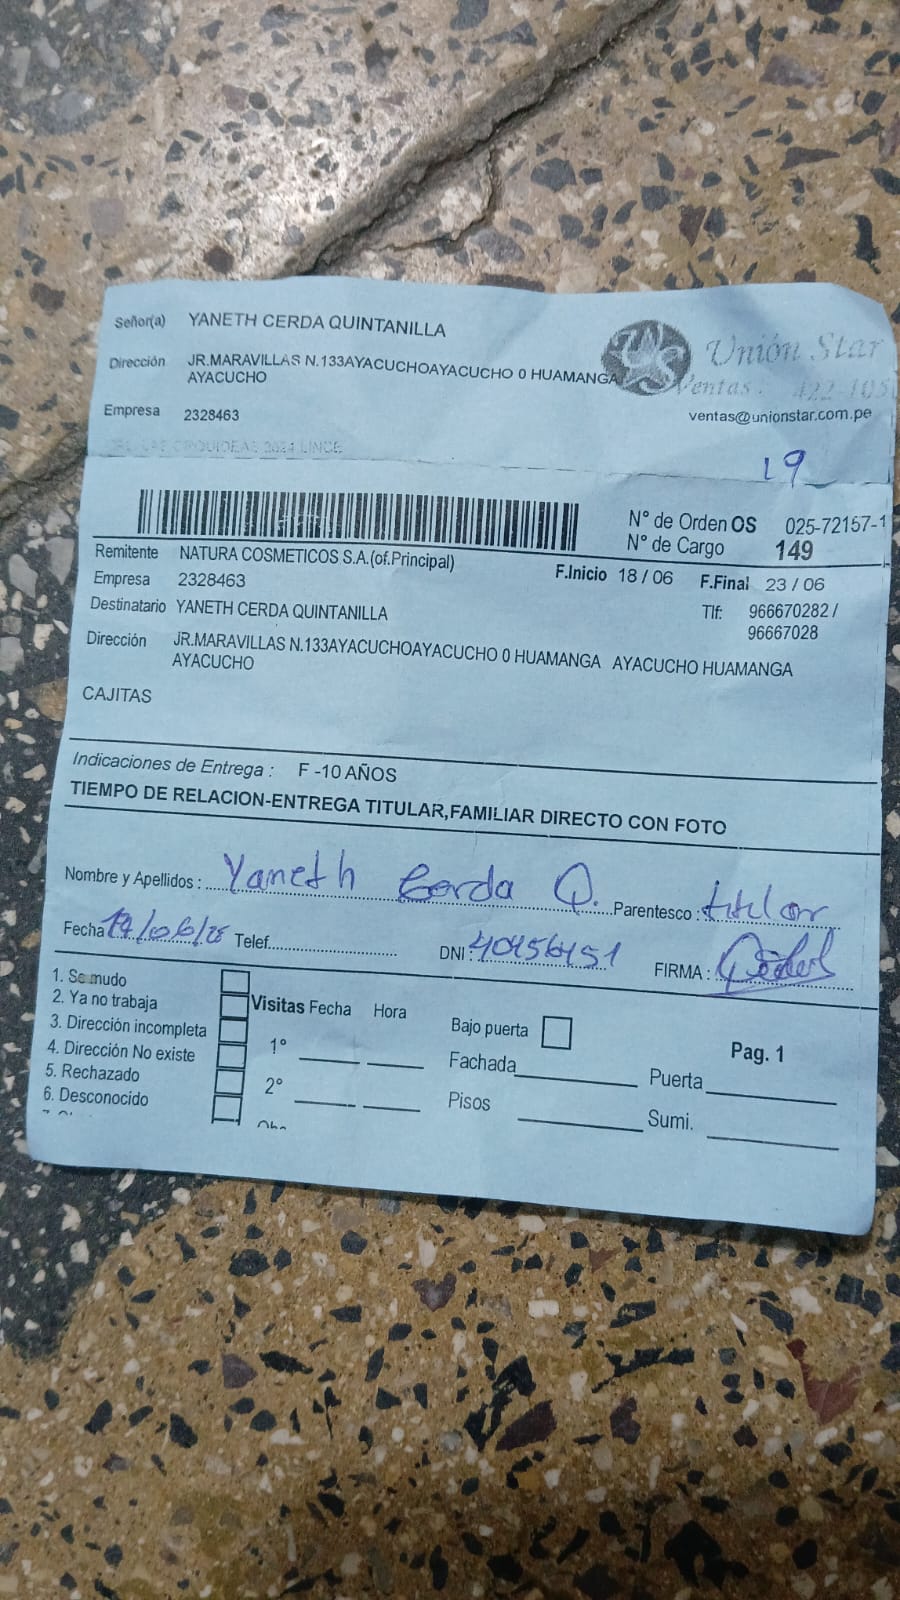 Señor(a) YANETH CERDA QUINTANILLA
Dirección JR.MARAVILLAS N.133AYACUCHOAYACUCHO 0 HUAMANGA
AYACUCHO
Empresa 2328463
Unión Star
Ventas: 422-105
ventas@unionstar.com.pe
19
N° de Orden OS 025-72157-1
N° de Cargo 149
Remitente NATURA COSMETICOS S.A.(of.Principal)
F.Inicio 18 / 06 F.Final 23 / 06
Empresa 2328463
Destinatario YANETH CERDA QUINTANILLA
Tlf: 966670282 /
96667028
Dirección JR.MARAVILLAS N.133AYACUCHOAYACUCHO 0 HUAMANGA AYACUCHO HUAMANGA
AYACUCHO
CAJITAS
Indicaciones de Entrega : F -10 AÑOS
TIEMPO DE RELACION-ENTREGA TITULAR,FAMILIAR DIRECTO CON FOTO
Nombre y Apellidos : Yaneth Cerda Q. Parentesco : titular
Fecha Telef. DNI : 40456451 FIRMA :
1. Se mudo
2. Ya no trabaja
3. Dirección incompleta
4. Dirección No existe
5. Rechazado
6. Desconocido
Visitas Fecha Hora
1°
2°
Bajo puerta
Pag. 1
Fachada Puerta
Pisos Sumi.